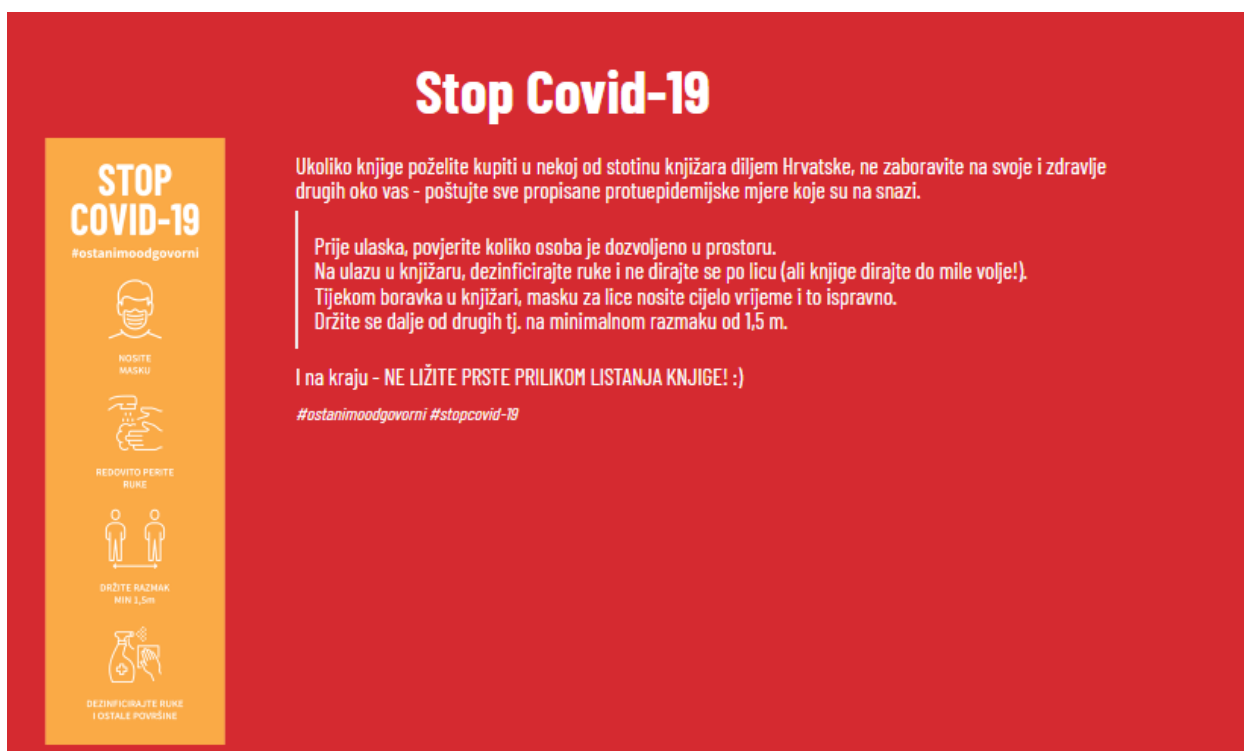 Stop Covid-19
STOP
COVID-19
#ostanimoodgovorni
NOSITE
MASKU
REDOVITO PERITE
RUKE
DRŽITE RAZMAK
MIN 1,5m
DEZINFICIRAJTE RUKE
I OSTALE POVRŠINE
Ukoliko knjige poželite kupiti u nekoj od stotinu knjižara diljem Hrvatske, ne zaboravite na svoje i zdravlje
drugih oko vas - poštujte sve propisane protuepidemijske mjere koje su na snazi.
Prije ulaska, povjerite koliko osoba je dozvoljeno u prostoru.
Na ulazu u knjižaru, dezinficirajte ruke i ne dirajte se po licu (ali knjige dirajte do mile volje!).
Tijekom boravka u knjižari, masku za lice nosite cijelo vrijeme i to ispravno.
Držite se dalje od drugih tj. na minimalnom razmaku od 1,5 m.
I na kraju - NE LIŽITE PRSTE PRILIKOM LISTANJA KNJIGE! :)
#ostanimoodgovorni #stopcovid-19